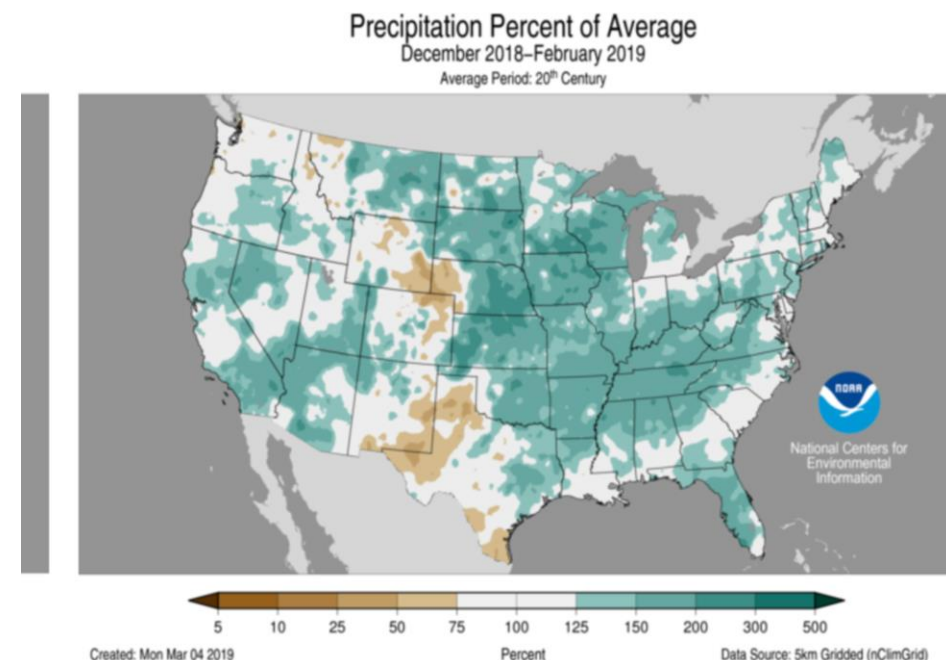 Precipitation Percent of Average
December 2018–February 2019
Average Period: 20th Century
NOAA
National Centers for
Environmental
Information
5 10 25 50 75 100 125 150 200 300 500
Created: Mon Mar 04 2019 Percent Data Source: 5km Gridded (nClimGrid)